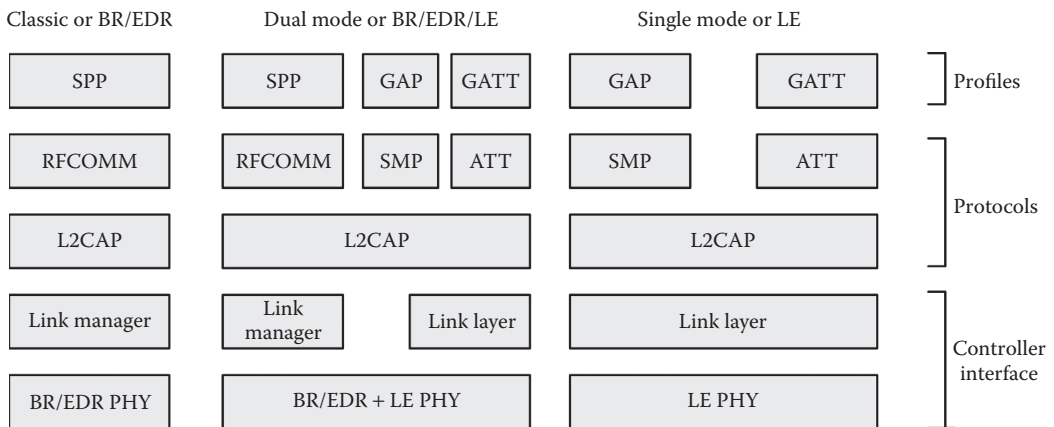 Classic or BR/EDR
Dual mode or BR/EDR/LE
Single mode or LE
SPP
SPP
GAP
GATT
GAP
GATT
Profiles
RFCOMM
RFCOMM
SMP
ATT
SMP
ATT
Protocols
L2CAP
L2CAP
L2CAP
Link manager
Link
manager
Link layer
Link layer
Controller
interface
BR/EDR PHY
BR/EDR + LE PHY
LE PHY